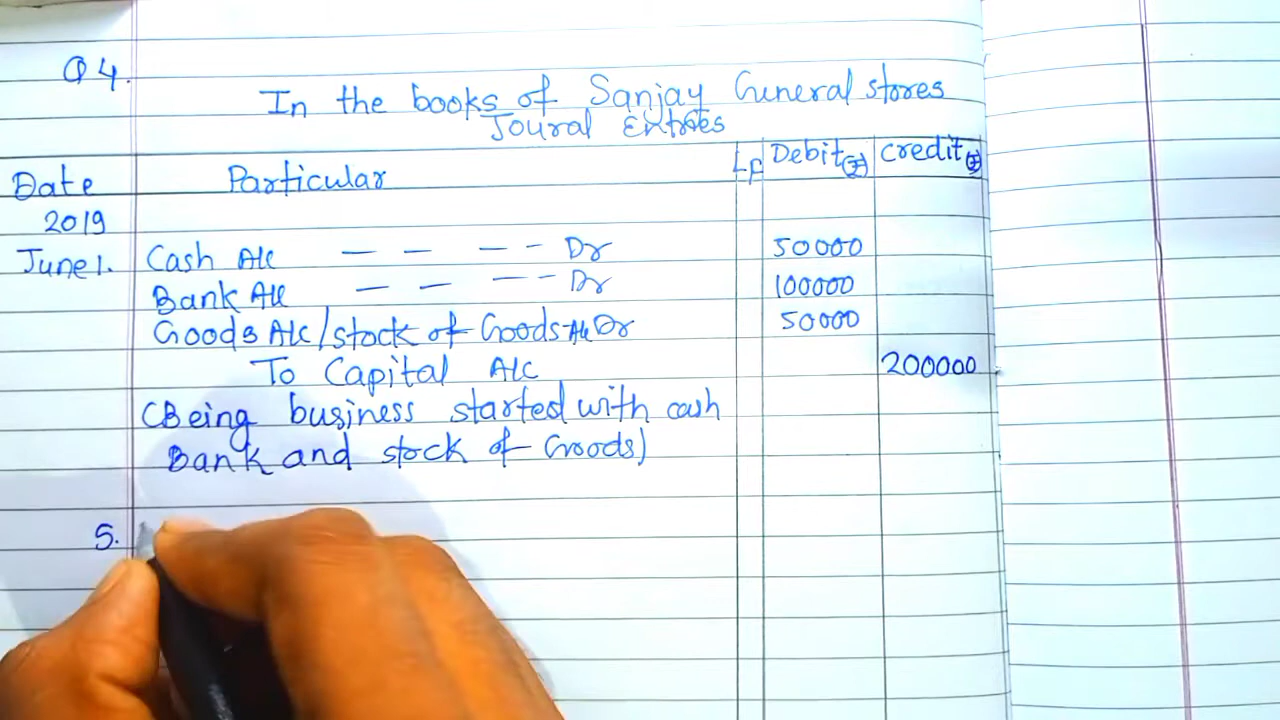 Q 4.
In the books of Sanjay General stores
Joural Entries
Date Particular Lf Debit(₹) credit(₹)
2019
June 1. Cash A/c — — — - Dr 50000
Bank A/c — — — - Dr 100000
Goods A/c/stock of Goods A/c Dr 50000
To Capital A/c 200000
(Being business started with cash
Bank and stock of Goods)
5.